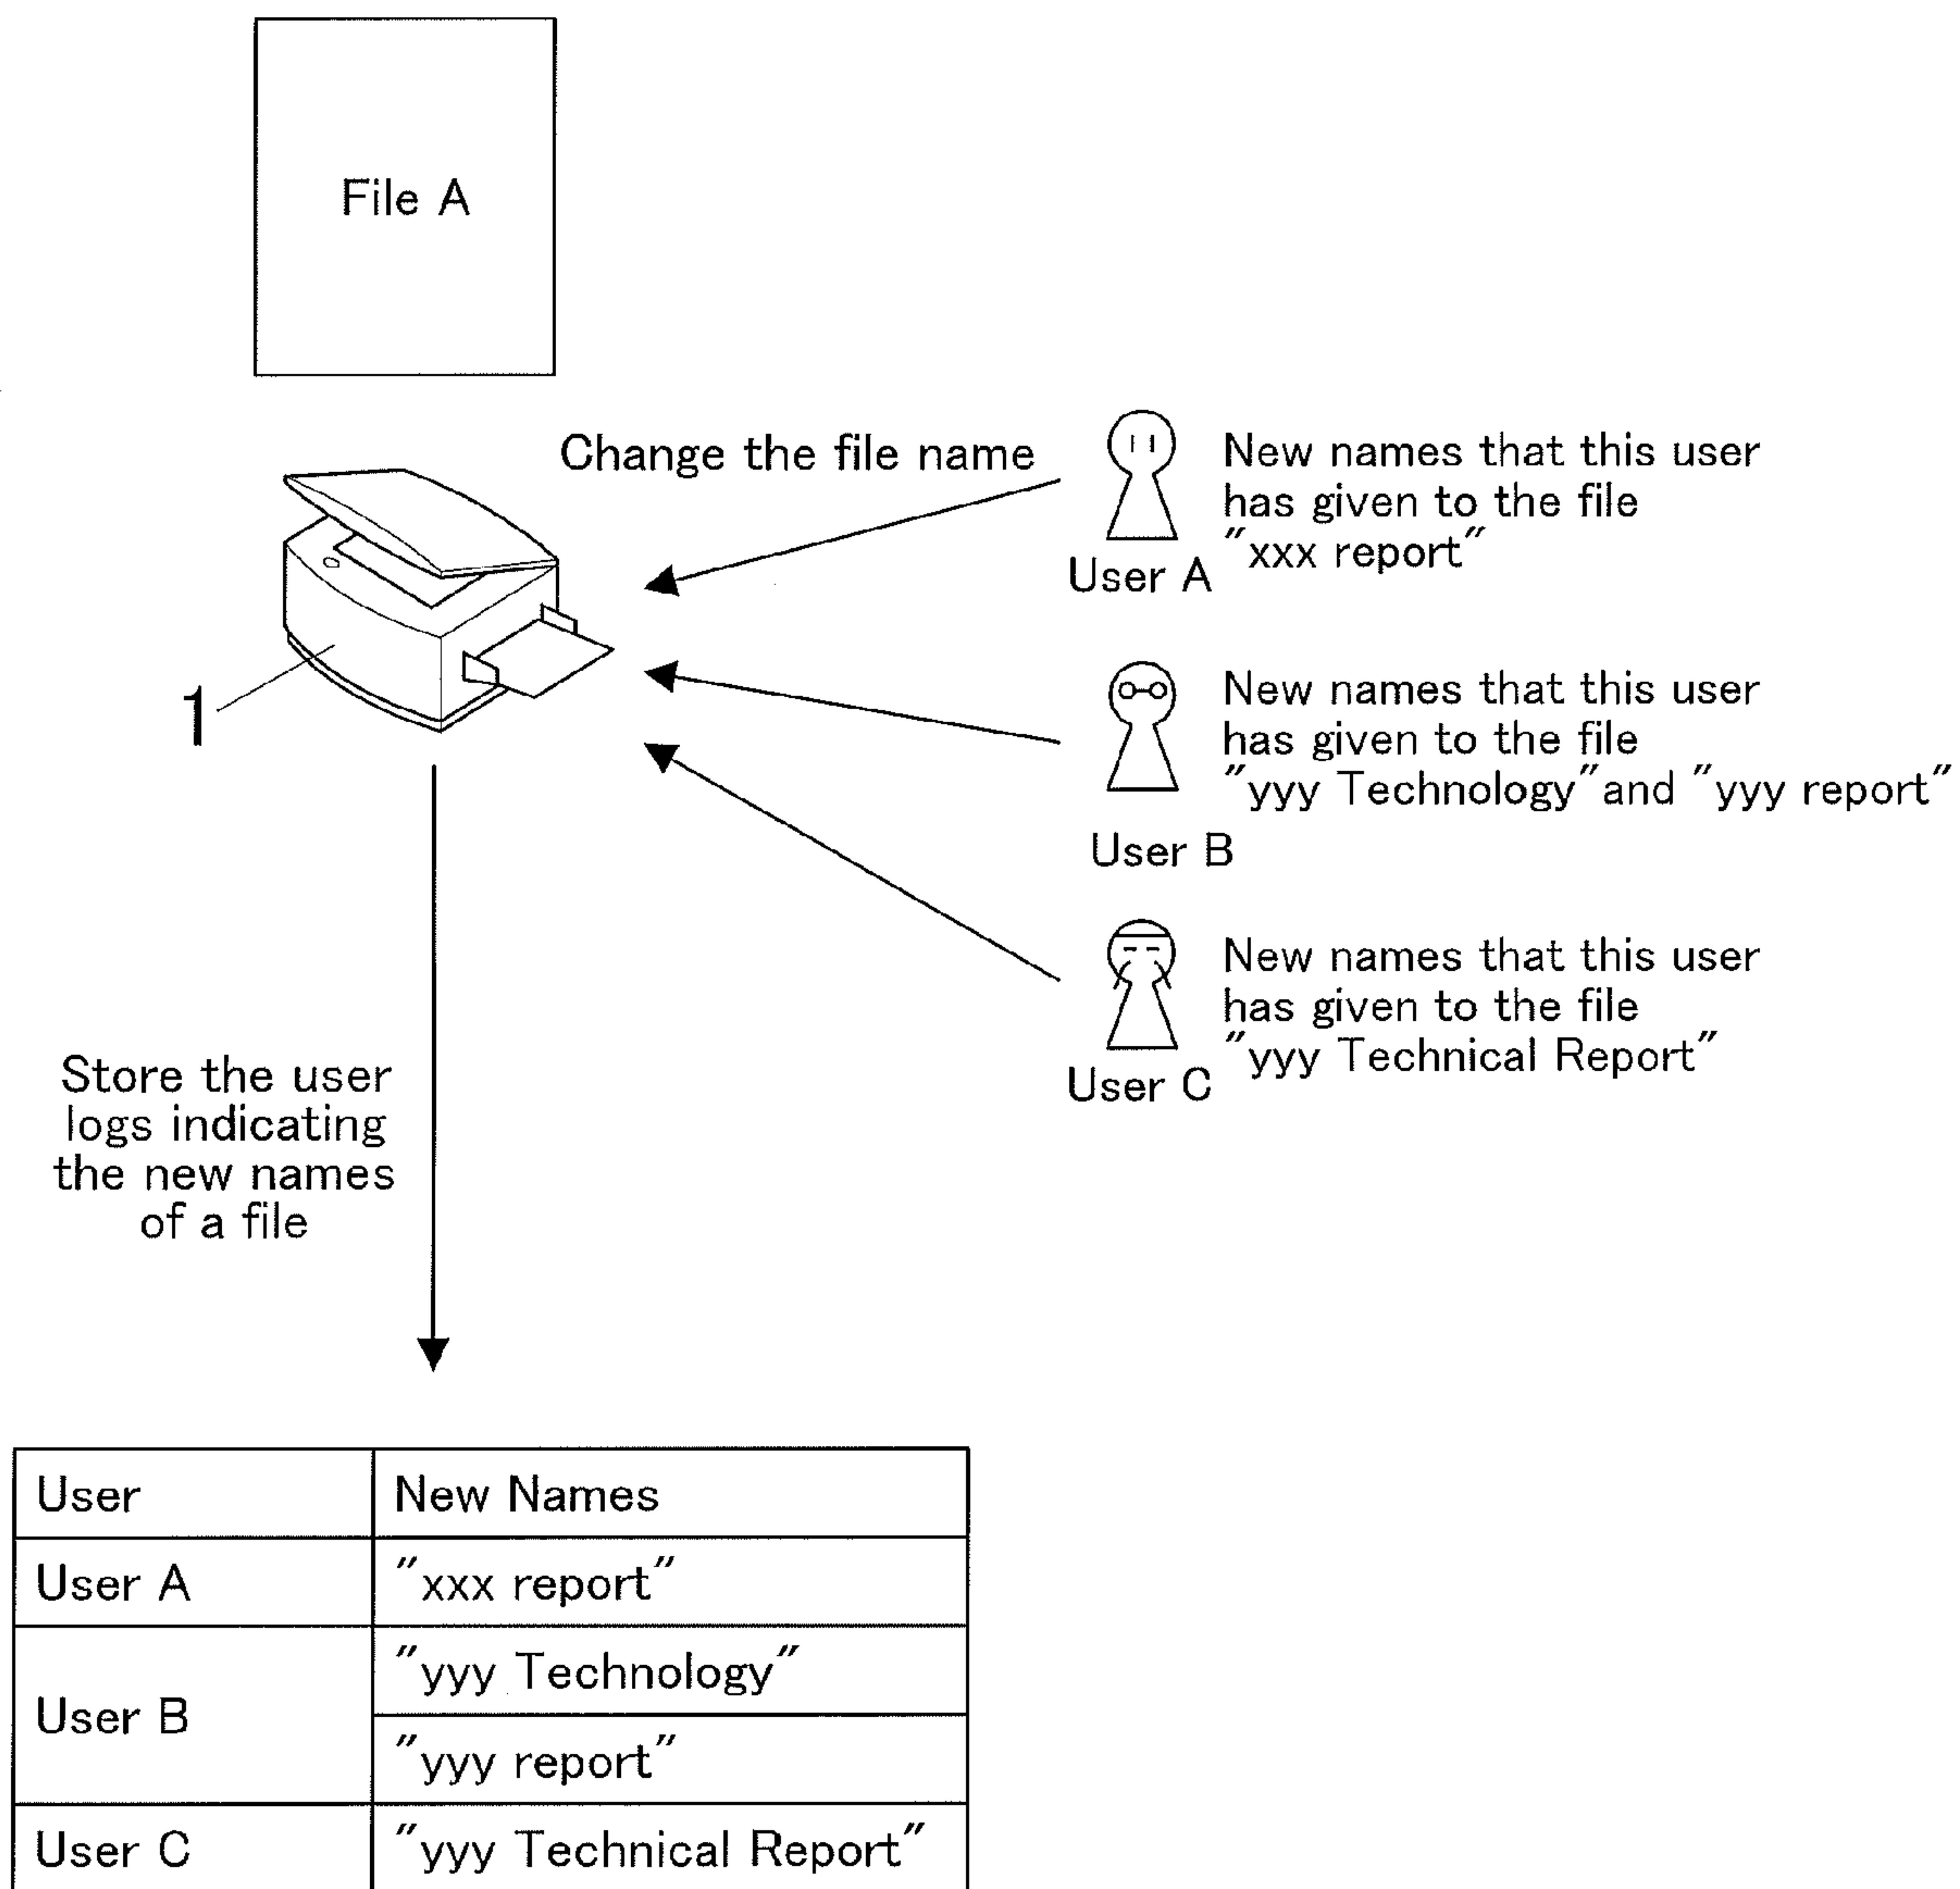 File A
Change the file name
New names that this user
has given to the file
"xxx report"
User A
1
New names that this user
has given to the file
"yyy Technology"and "yyy report"
User B
New names that this user
has given to the file
"yyy Technical Report"
User C
Store the user
logs indicating
the new names
of a file
User New Names
User A "xxx report"
User B "yyy Technology"
"yyy report"
User C "yyy Technical Report"